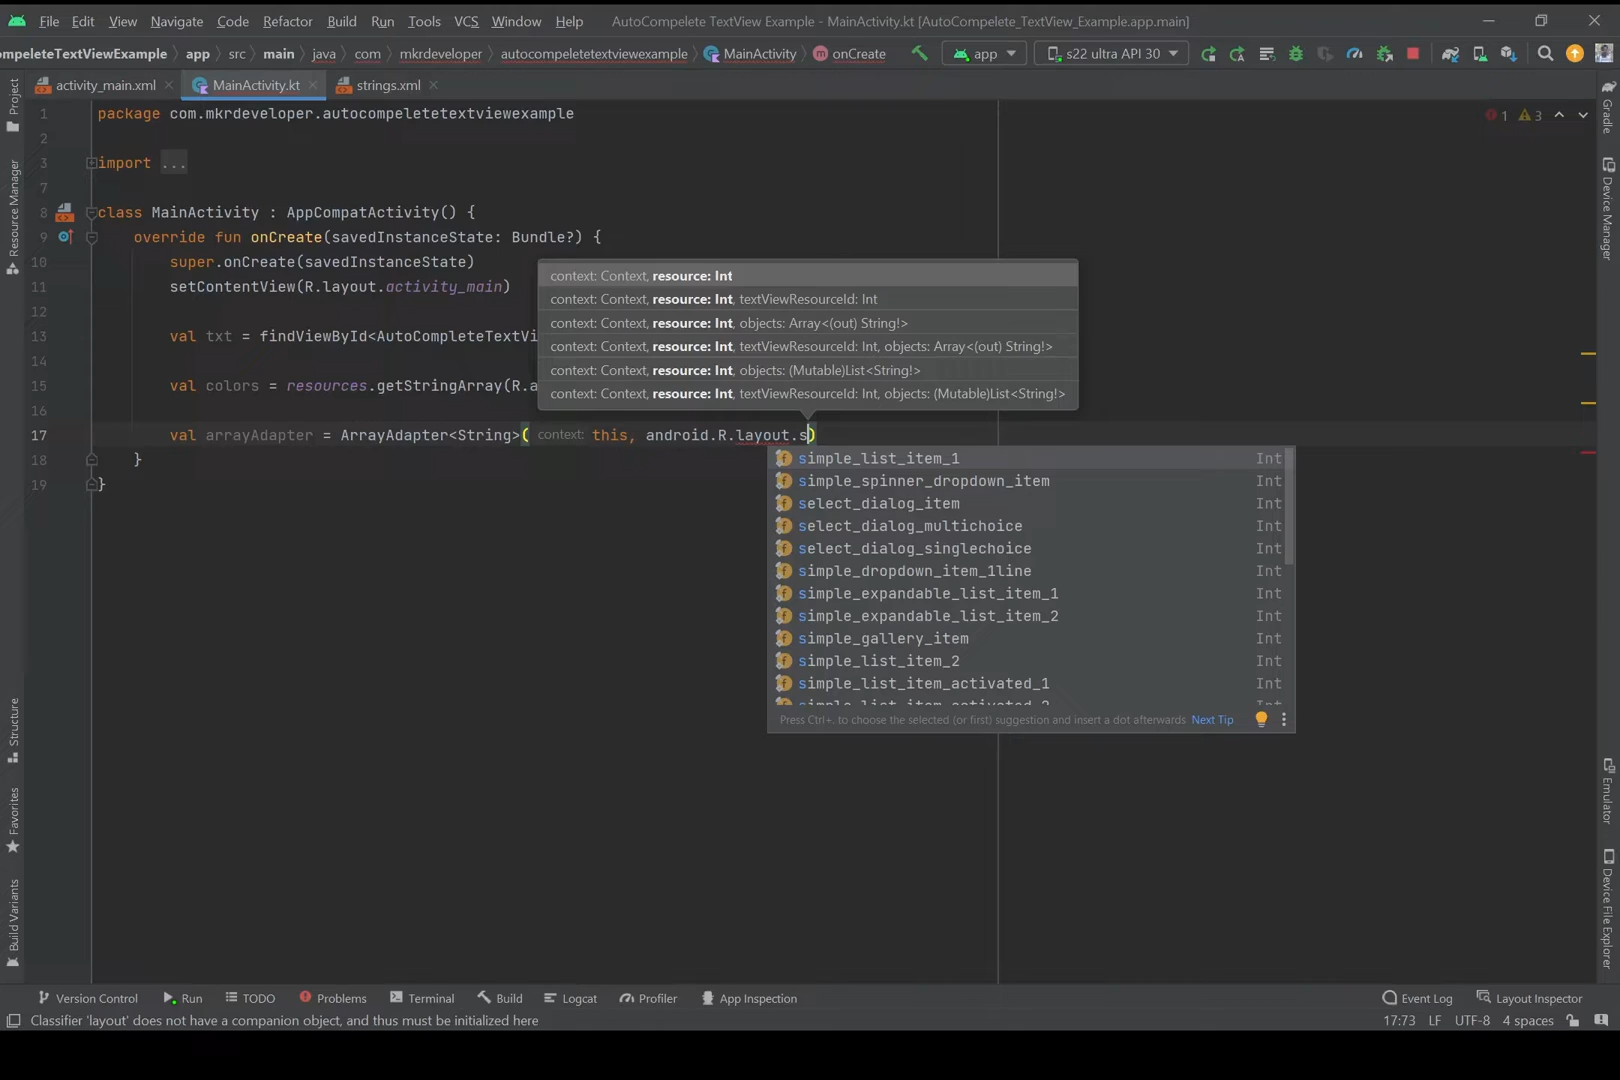 File Edit View Navigate Code Refactor Build Run Tools VCS Window Help AutoCompelete TextView Example - MainActivity.kt [AutoCompelete_TextView_Example.app.main]
ompeleteTextViewExample app src main java com mkrdeveloper autocompeletetextviewexample MainActivity onCreate app s22 ultra API 30
activity_main.xml MainActivity.kt strings.xml
Project
Resource Manager
Structure
Favorites
Build Variants
1 package com.mkrdeveloper.autocompeletetextviewexample
1 3
2
3 import ...
7
8 class MainActivity : AppCompatActivity() {
9 override fun onCreate(savedInstanceState: Bundle?) {
10 super.onCreate(savedInstanceState)
11 setContentView(R.layout.activity_main)
12
13 val txt = findViewById<AutoCompleteTextVi
14
15 val colors = resources.getStringArray(R.a
16
17 val arrayAdapter = ArrayAdapter<String>( context: this, android.R.layout.s)
18 }
19 }
context: Context, resource: Int
context: Context, resource: Int, textViewResourceId: Int
context: Context, resource: Int, objects: Array<(out) String!>
context: Context, resource: Int, textViewResourceId: Int, objects: Array<(out) String!>
context: Context, resource: Int, objects: (Mutable)List<String!>
context: Context, resource: Int, textViewResourceId: Int, objects: (Mutable)List<String!>
simple_list_item_1 Int
simple_spinner_dropdown_item Int
select_dialog_item Int
select_dialog_multichoice Int
select_dialog_singlechoice Int
simple_dropdown_item_1line Int
simple_expandable_list_item_1 Int
simple_expandable_list_item_2 Int
simple_gallery_item Int
simple_list_item_2 Int
simple_list_item_activated_1 Int
Press Ctrl+. to choose the selected (or first) suggestion and insert a dot afterwards Next Tip
Gradle
Device Manager
Emulator
Device File Explorer
Version Control Run TODO Problems Terminal Build Logcat Profiler App Inspection Event Log Layout Inspector
Classifier 'layout' does not have a companion object, and thus must be initialized here 17:73 LF UTF-8 4 spaces